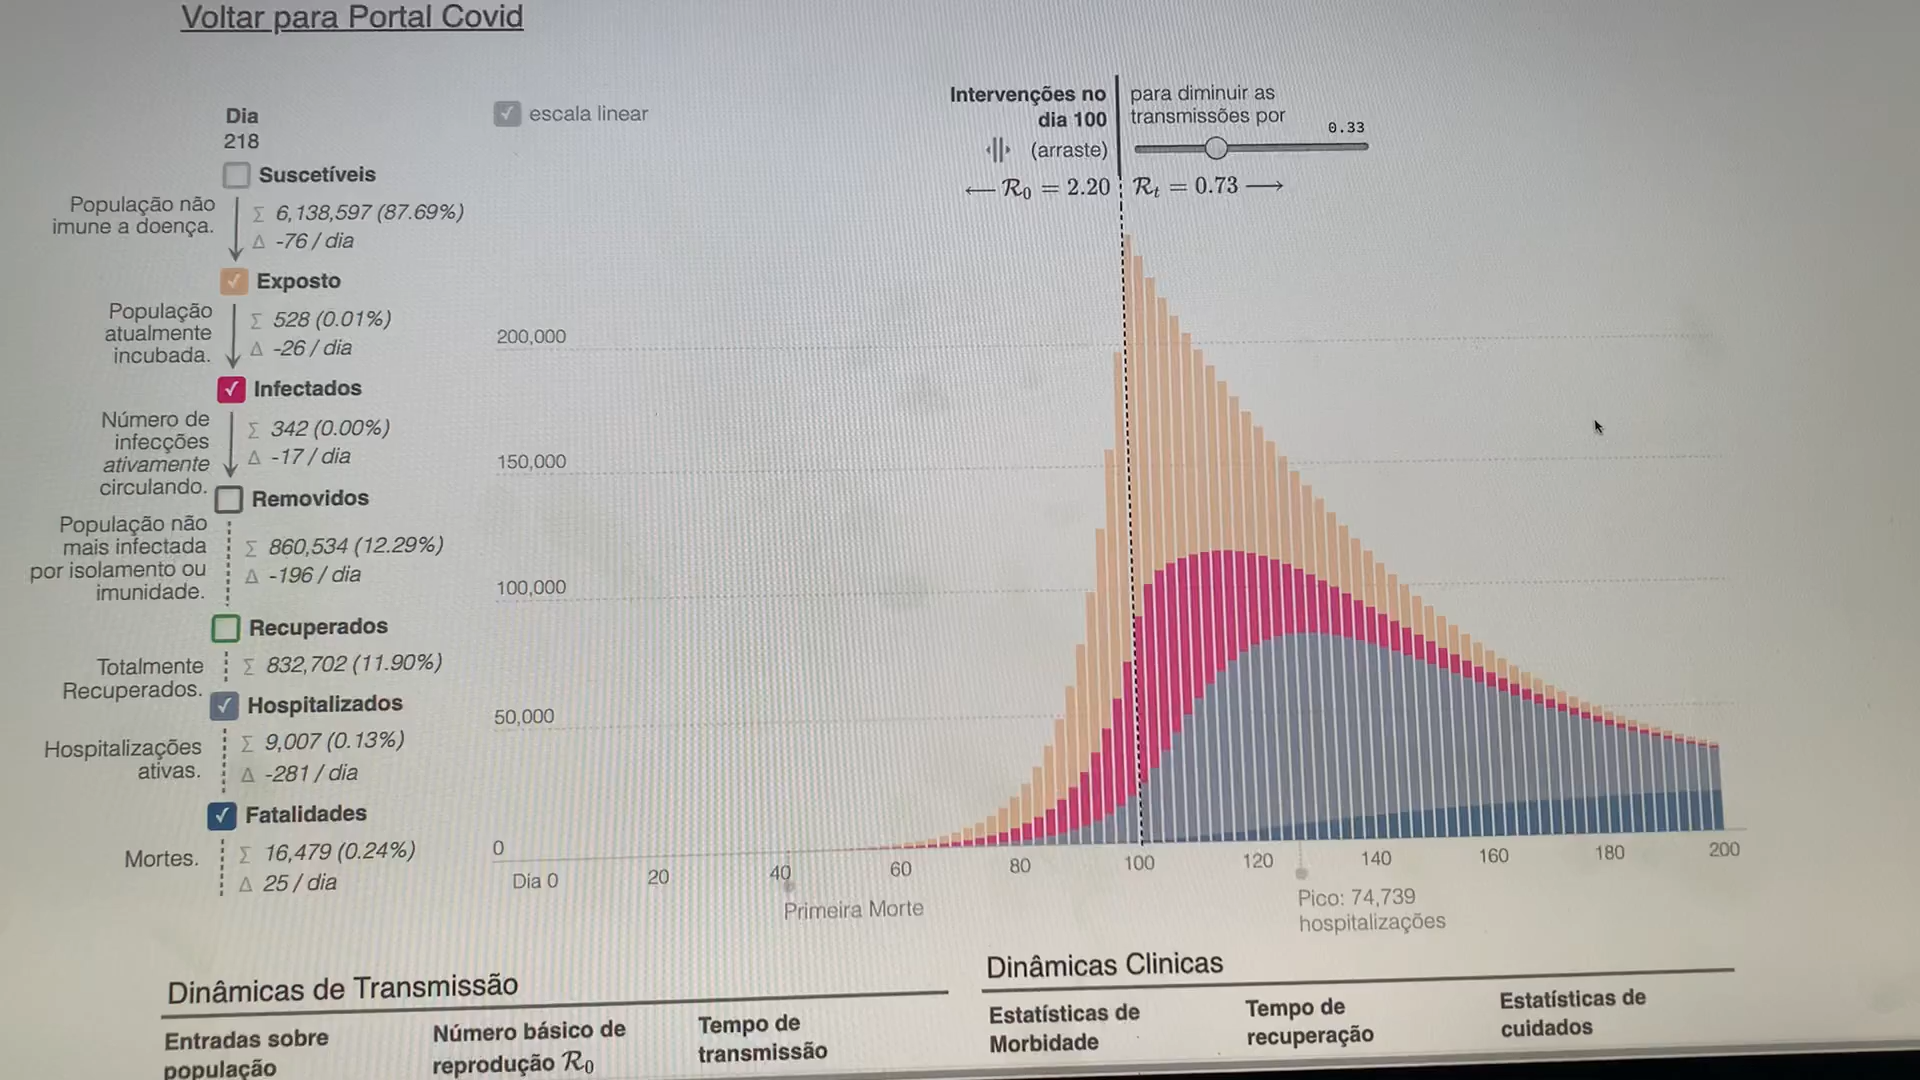 Voltar para Portal Covid
Dia
218
escala linear
Intervenções no
dia 100
(arraste)
para diminuir as
transmissões por
0.33
← R₀ = 2.20
Rₜ = 0.73 →
Suscetíveis
População não
imune a doença.
Σ 6,138,597 (87.69%)
Δ -76 / dia
Exposto
População
atualmente
incubada.
Σ 528 (0.01%)
Δ -26 / dia
Infectados
Número de
infecções
ativamente
circulando.
Σ 342 (0.00%)
Δ -17 / dia
Removidos
População não
mais infectada
por isolamento ou
imunidade.
Σ 860,534 (12.29%)
Δ -196 / dia
Recuperados
Totalmente
Recuperados.
Σ 832,702 (11.90%)
Hospitalizados
Hospitalizações
ativas.
Σ 9,007 (0.13%)
Δ -281 / dia
Fatalidades
Mortes.
Σ 16,479 (0.24%)
Δ 25 / dia
200,000
150,000
100,000
50,000
0
Dia 0 20 40 60 80 100 120 140 160 180 200
Primeira Morte
Pico: 74,739
hospitalizações
Dinâmicas de Transmissão
Entradas sobre
população
Número básico de
reprodução R₀
Tempo de
transmissão
Dinâmicas Clinicas
Estatísticas de
Morbidade
Tempo de
recuperação
Estatísticas de
cuidados